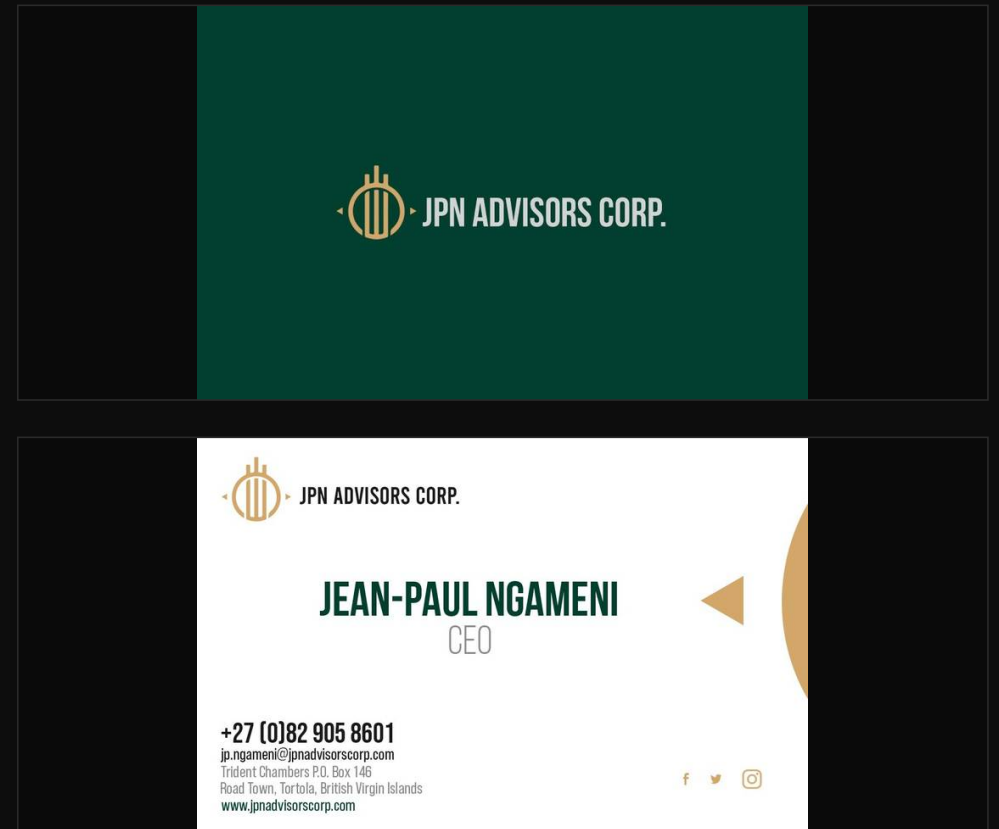 JPN ADVISORS CORP.
JPN ADVISORS CORP.
JEAN-PAUL NGAMENI
CEO
+27 (0)82 905 8601
jp.ngameni@jpnadvisorscorp.com
Trident Chambers P.O. Box 146
Road Town, Tortola, British Virgin Islands
www.jpnadvisorscorp.com